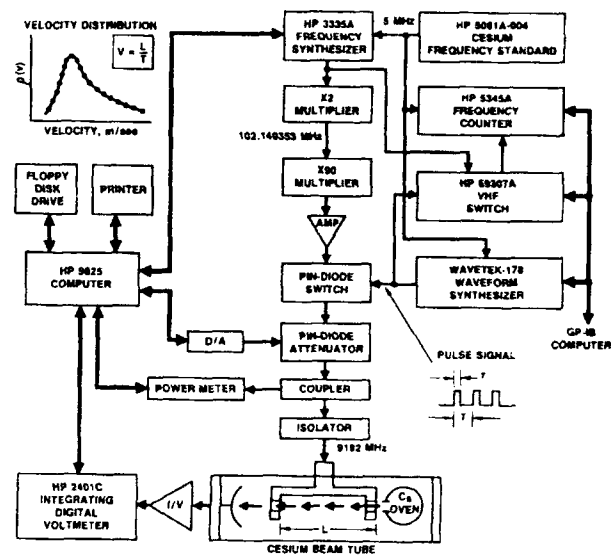 VELOCITY DISTRIBUTION
V = L/T
ρ(v)
VELOCITY, m/sec
HP 3335A
FREQUENCY
SYNTHESIZER
5 MHz
HP 5061A-004
CESIUM
FREQUENCY STANDARD
X2
MULTIPLIER
HP 5345A
FREQUENCY
COUNTER
102.140353 MHz
FLOPPY
DISK
DRIVE
PRINTER
X90
MULTIPLIER
HP 59307A
VHF
SWITCH
AMP
HP 9825
COMPUTER
PIN-DIODE
SWITCH
WAVETEK-178
WAVEFORM
SYNTHESIZER
D/A
PIN-DIODE
ATTENUATOR
GP-IB
COMPUTER
PULSE SIGNAL
τ
T
POWER METER
COUPLER
ISOLATOR
9192 MHz
HP 2401C
INTEGRATING
DIGITAL
VOLTMETER
I/V
Cs
OVEN
L
CESIUM BEAM TUBE